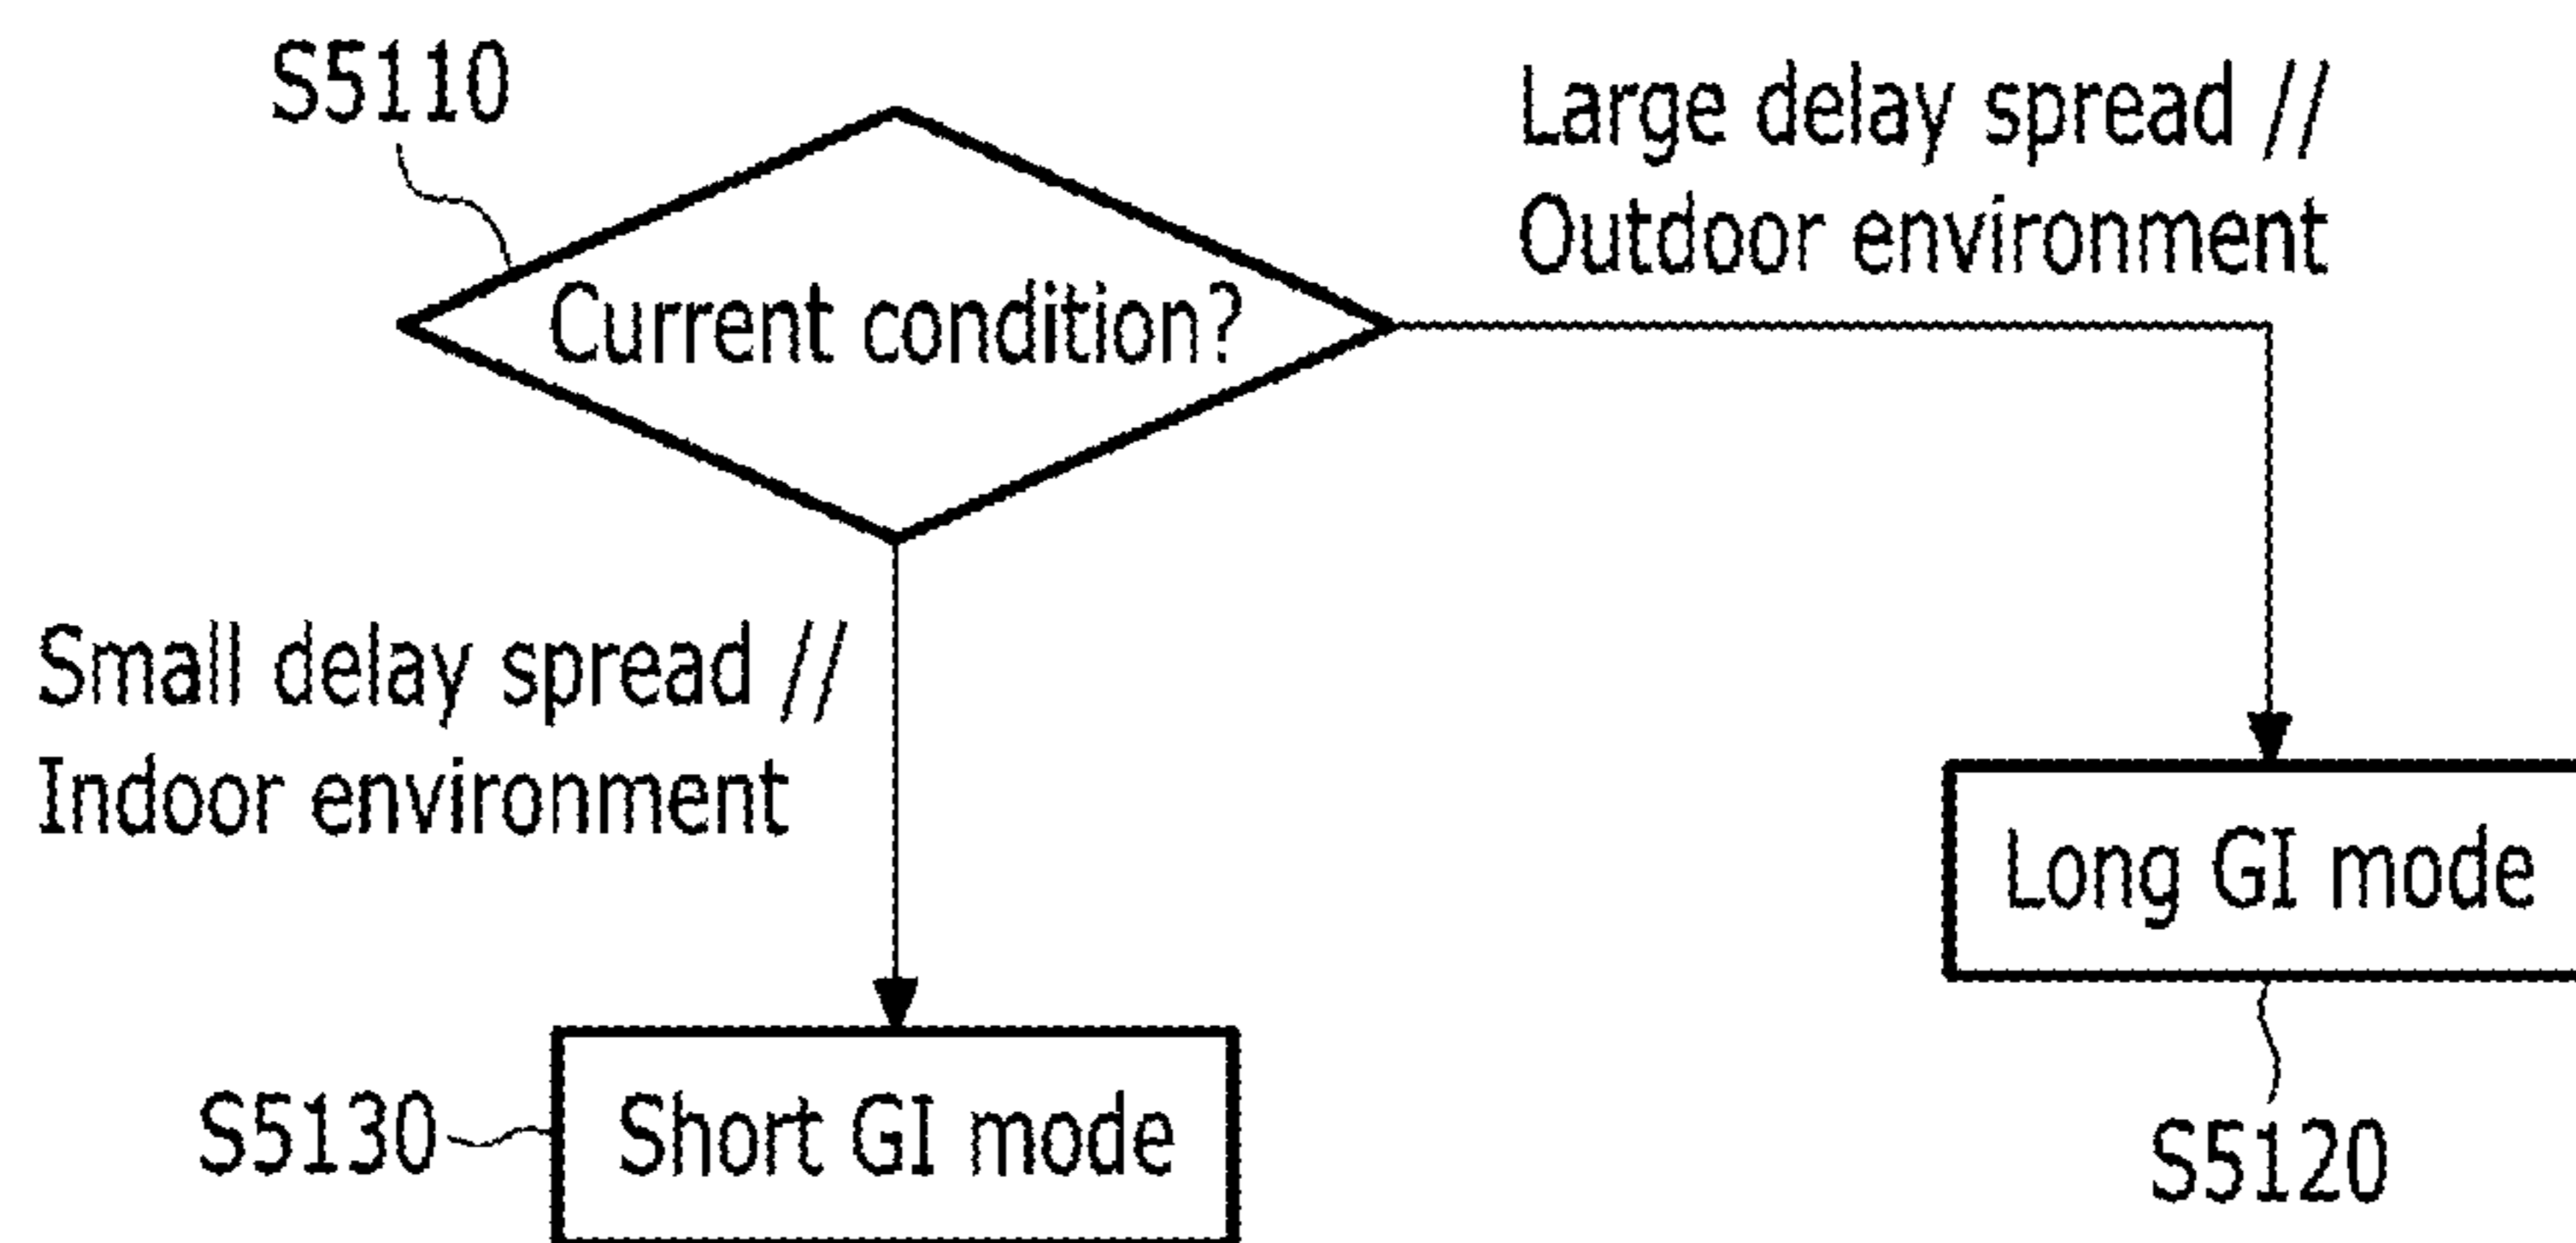 S5110
Large delay spread //
Outdoor environment
Current condition?
Small delay spread //
Indoor environment
Long GI mode
S5130
Short GI mode
S5120